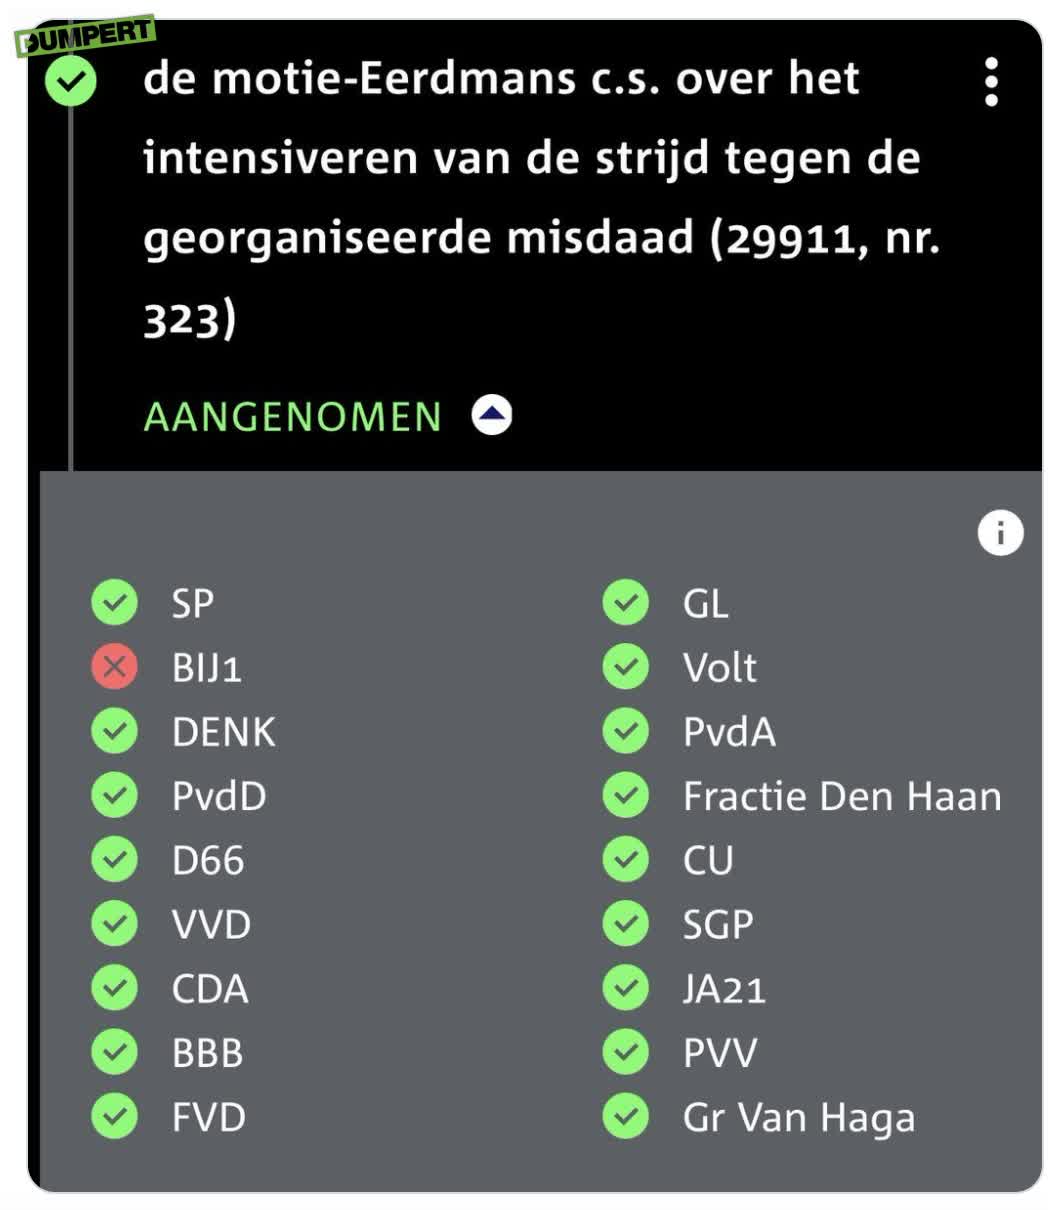 DUMPERT
de motie-Eerdmans c.s. over het
intensiveren van de strijd tegen de
georganiseerde misdaad (29911, nr.
323)
AANGENOMEN
i
SP
GL
BIJ1
Volt
DENK
PvdA
PvdD
Fractie Den Haan
D66
CU
VVD
SGP
CDA
JA21
BBB
PVV
FVD
Gr Van Haga